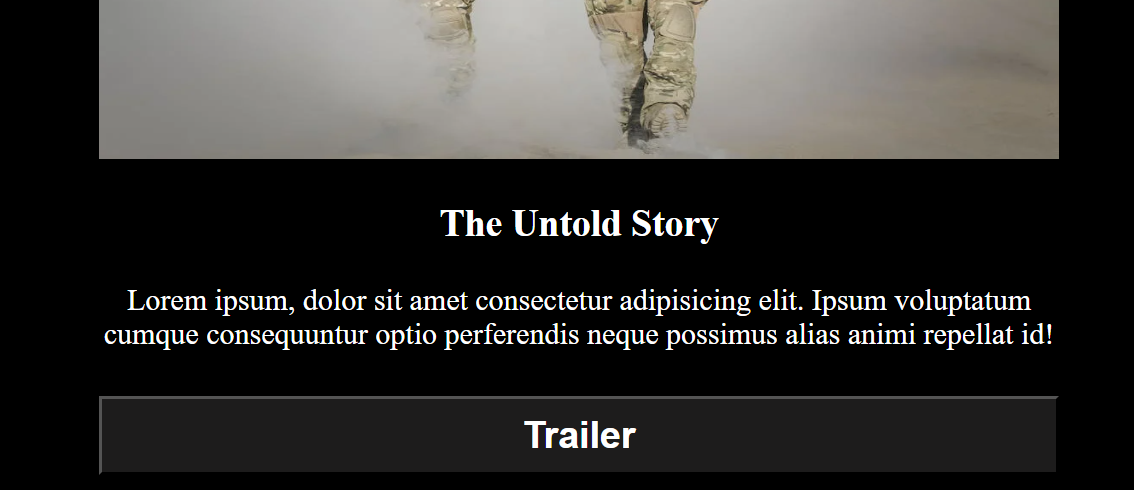 The Untold Story
Lorem ipsum, dolor sit amet consectetur adipisicing elit. Ipsum voluptatum
cumque consequuntur optio perferendis neque possimus alias animi repellat id!
Trailer